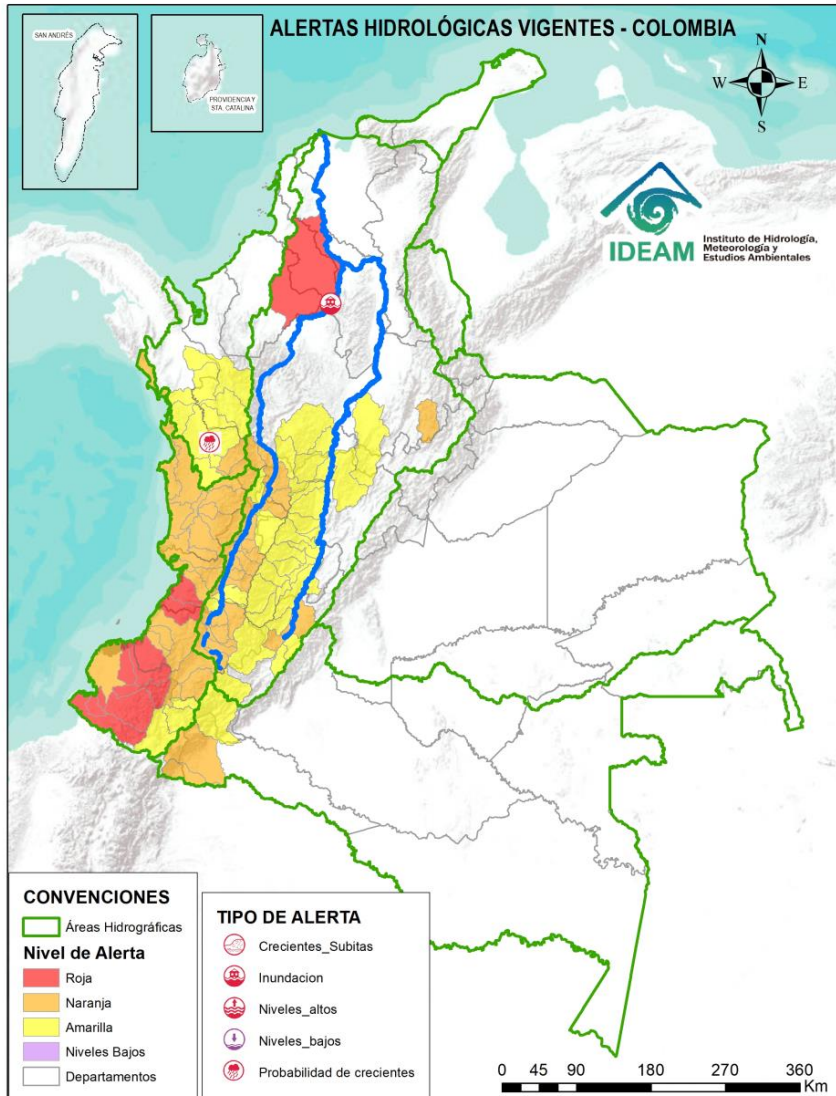 ALERTAS HIDROLÓGICAS VIGENTES - COLOMBIA
SAN ANDRÉS
PROVIDENCIA Y
STA. CATALINA
N
W E
S
IDEAM
Instituto de Hidrología,
Meteorología y
Estudios Ambientales
CONVENCIONES
Áreas Hidrográficas
Nivel de Alerta
Roja
Naranja
Amarilla
Niveles Bajos
Departamentos
TIPO DE ALERTA
Crecientes_Subitas
Inundacion
Niveles_altos
Niveles_bajos
Probabilidad de crecientes
0 45 90 180 270 360
Km